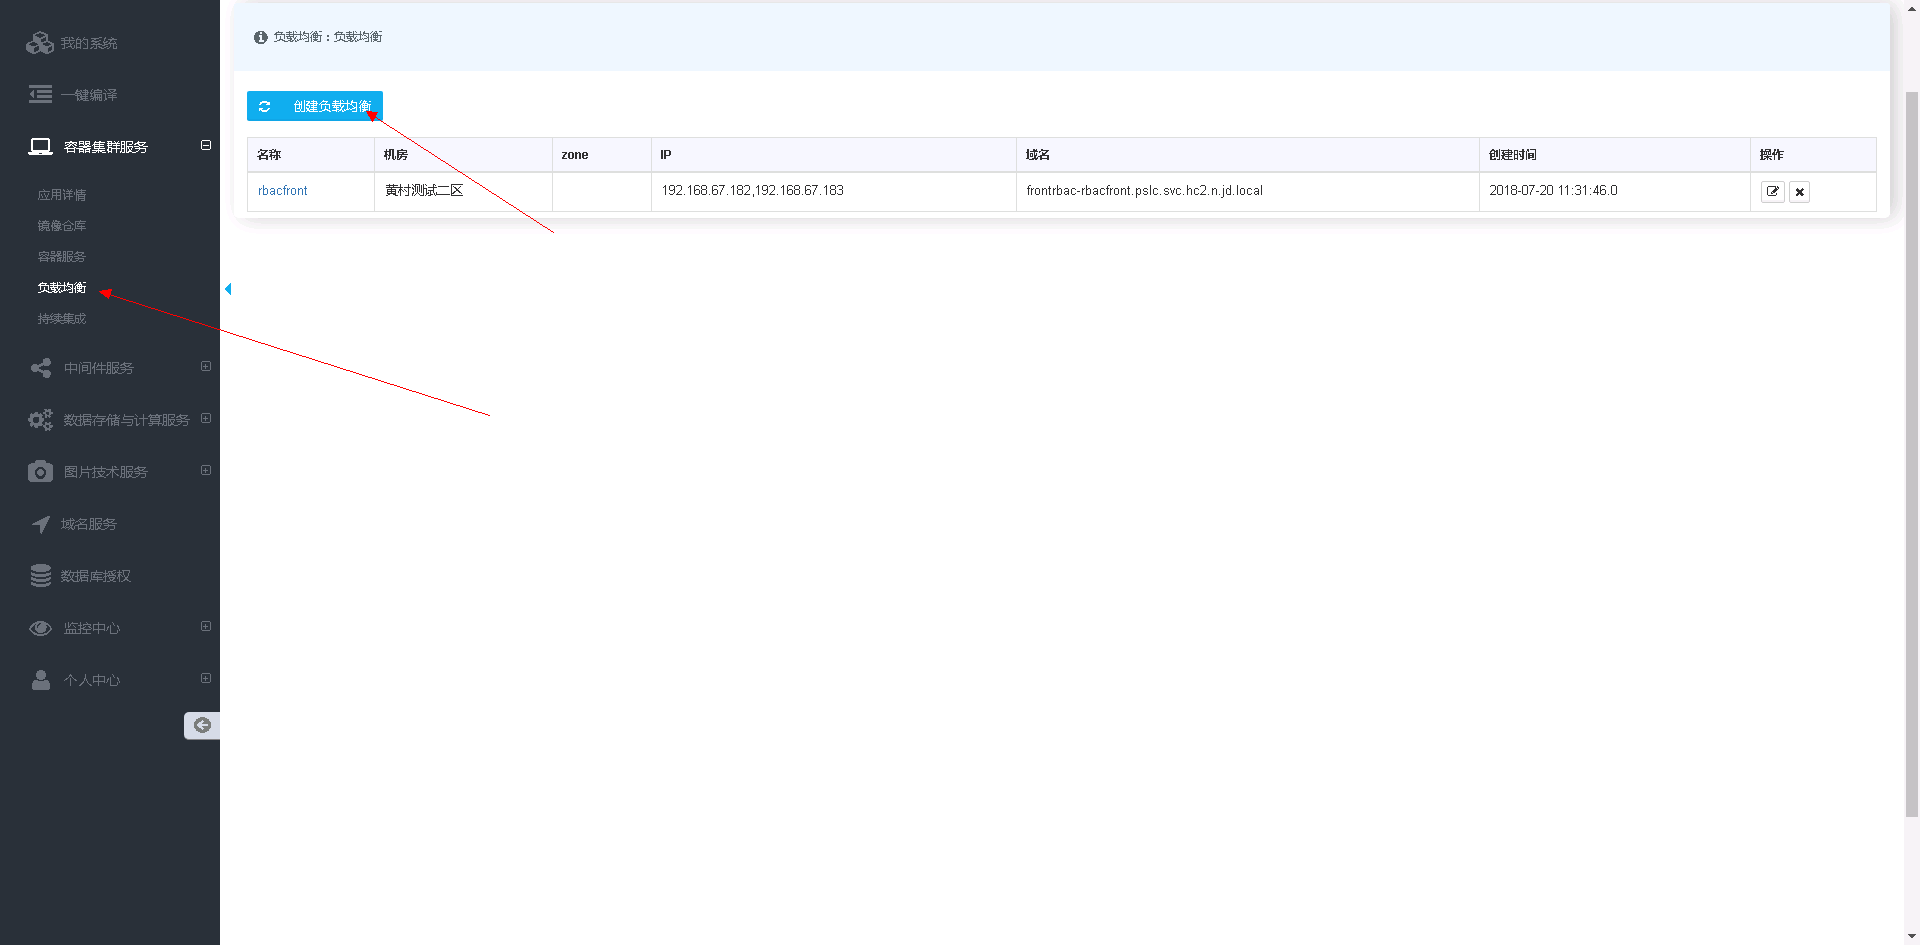 我的系统
一键编译
容器集群服务
应用详情
镜像仓库
容器服务
负载均衡
持续集成
中间件服务
数据存储与计算服务
图片技术服务
域名服务
数据库授权
监控中心
个人中心
负载均衡：负载均衡
创建负载均衡
名称 机房 zone IP 域名 创建时间 操作
rbacfront 黄村测试二区 192.168.67.182,192.168.67.183 frontrbac-rbacfront.pslc.svc.hc2.n.jd.local 2018-07-20 11:31:46.0